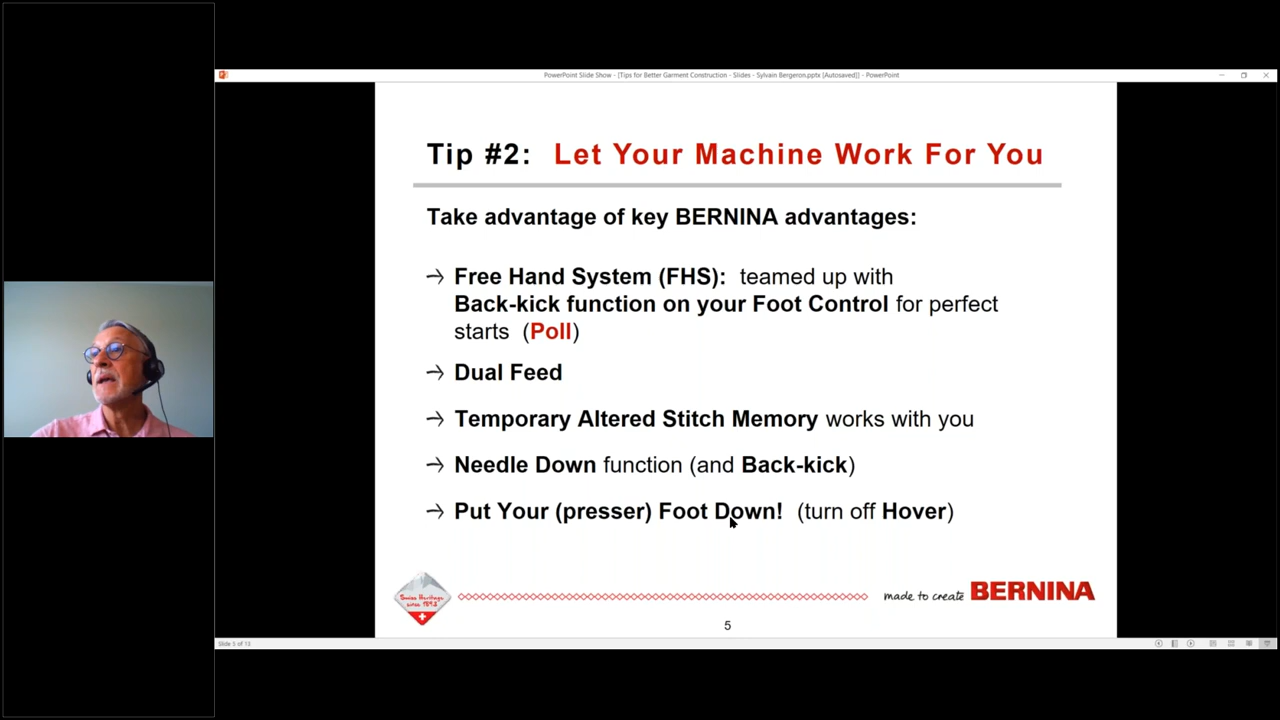 PowerPoint Slide Show - [Tips for Better Garment Construction - Slides - Sylvain Bergeron.pptx [Autosaved]] - PowerPoint
Tip #2: Let Your Machine Work For You
Take advantage of key BERNINA advantages:
→ Free Hand System (FHS): teamed up with
Back-kick function on your Foot Control for perfect
starts (Poll)
→ Dual Feed
→ Temporary Altered Stitch Memory works with you
→ Needle Down function (and Back-kick)
→ Put Your (presser) Foot Down! (turn off Hover)
Swiss Heritage
since 1893
made to create BERNINA
5
Slide 5 of 13